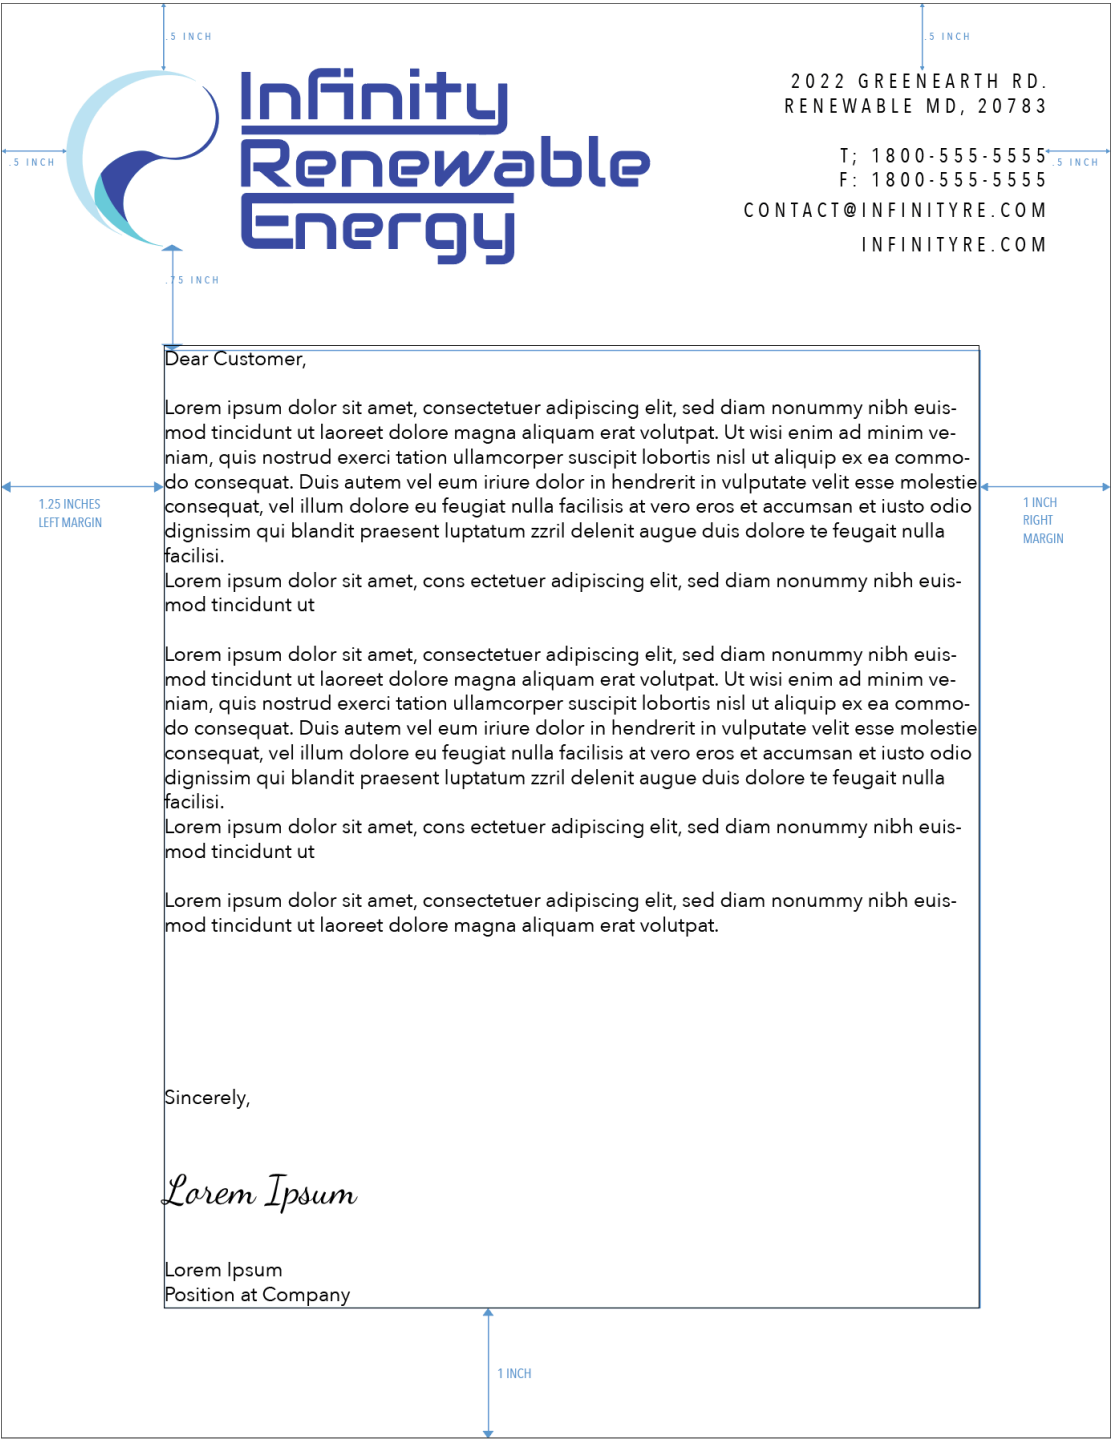 .5 INCH
.5 INCH
Infinity
Renewable
Energy
2022 GREENEARTH RD.
RENEWABLE MD, 20783
T; 1800-555-5555
F: 1800-555-5555
CONTACT@INFINITYRE.COM
INFINITYRE.COM
.5 INCH
.5 INCH
.75 INCH
Dear Customer,
Lorem ipsum dolor sit amet, consectetuer adipiscing elit, sed diam nonummy nibh euis-
mod tincidunt ut laoreet dolore magna aliquam erat volutpat. Ut wisi enim ad minim ve-
niam, quis nostrud exerci tation ullamcorper suscipit lobortis nisl ut aliquip ex ea commo-
do consequat. Duis autem vel eum iriure dolor in hendrerit in vulputate velit esse molestie
consequat, vel illum dolore eu feugiat nulla facilisis at vero eros et accumsan et iusto odio
dignissim qui blandit praesent luptatum zzril delenit augue duis dolore te feugait nulla
facilisi.
Lorem ipsum dolor sit amet, cons ectetuer adipiscing elit, sed diam nonummy nibh euis-
mod tincidunt ut
Lorem ipsum dolor sit amet, consectetuer adipiscing elit, sed diam nonummy nibh euis-
mod tincidunt ut laoreet dolore magna aliquam erat volutpat. Ut wisi enim ad minim ve-
niam, quis nostrud exerci tation ullamcorper suscipit lobortis nisl ut aliquip ex ea commo-
do consequat. Duis autem vel eum iriure dolor in hendrerit in vulputate velit esse molestie
consequat, vel illum dolore eu feugiat nulla facilisis at vero eros et accumsan et iusto odio
dignissim qui blandit praesent luptatum zzril delenit augue duis dolore te feugait nulla
facilisi.
Lorem ipsum dolor sit amet, cons ectetuer adipiscing elit, sed diam nonummy nibh euis-
mod tincidunt ut
Lorem ipsum dolor sit amet, consectetuer adipiscing elit, sed diam nonummy nibh euis-
mod tincidunt ut laoreet dolore magna aliquam erat volutpat.
Sincerely,
Lorem Ipsum
Lorem Ipsum
Position at Company
1.25 INCHES
LEFT MARGIN
1 INCH
RIGHT
MARGIN
1 INCH